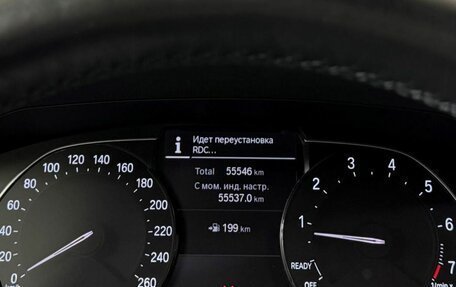 Идет переустановка
RDC...
Total 55546 km
С мом. инд. настр.
55537.0 km
199 km
0
20
40
60
80
100
120
140
160
180
200
220
240
260
km/h
READY
OFF
1
2
3
4
5
6
7
1/min x